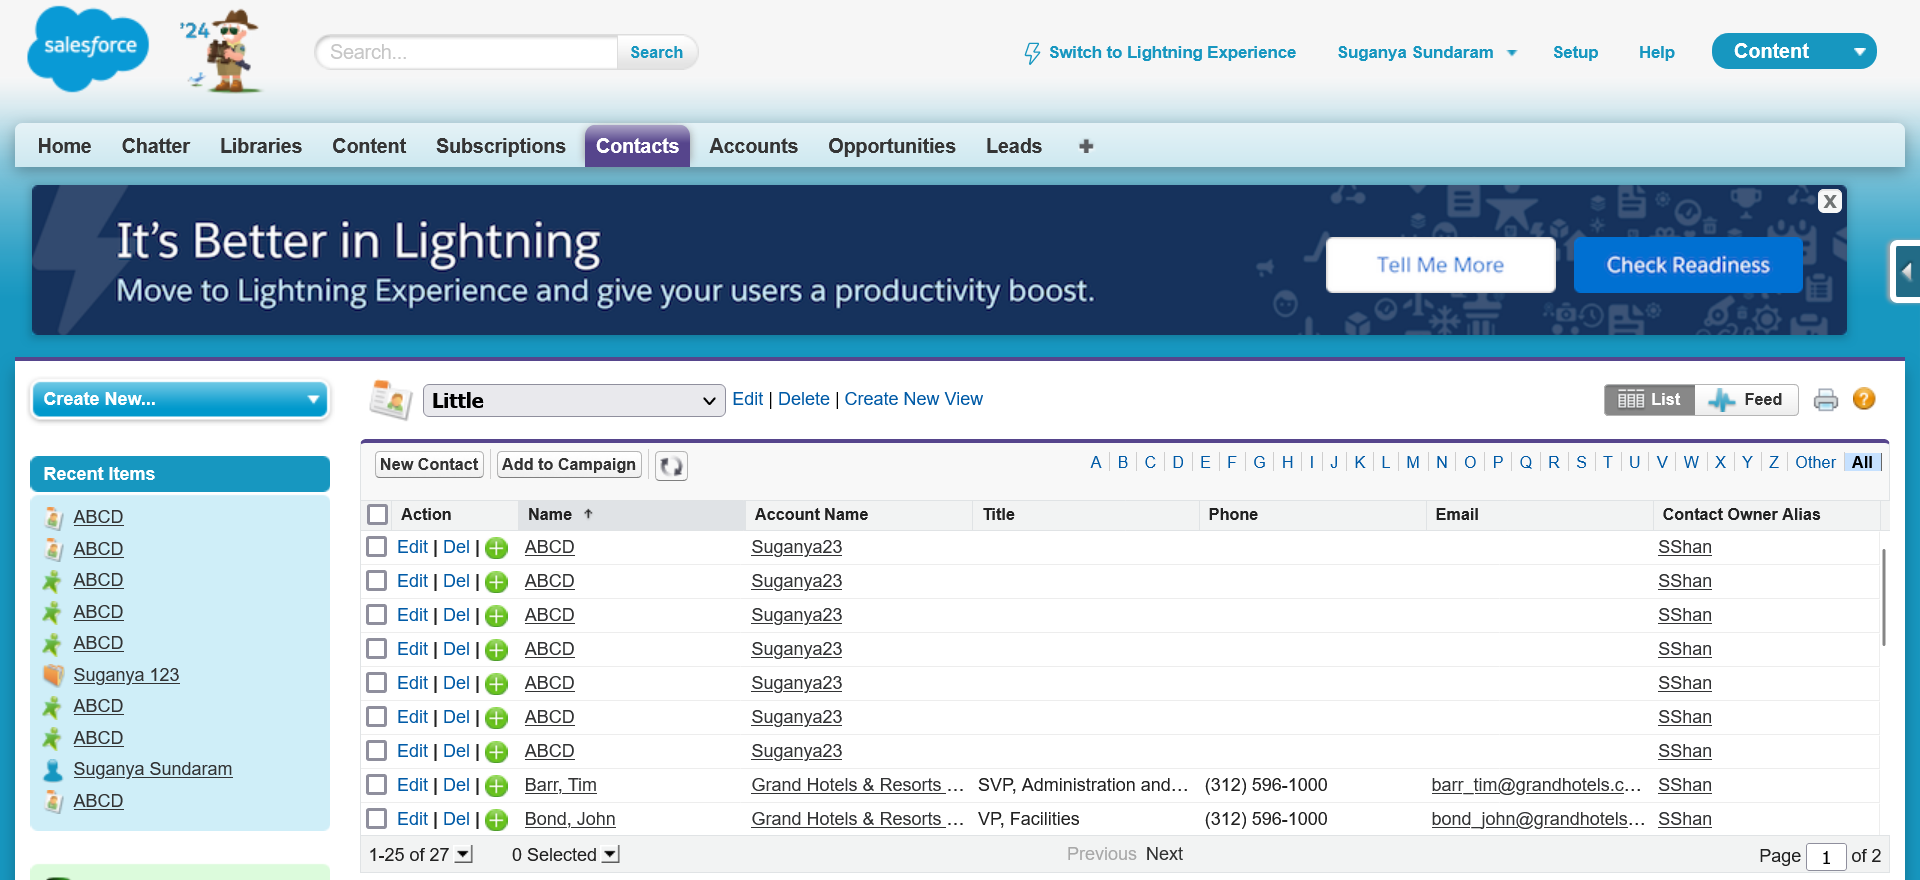 salesforce
'24
Search...
Search
Switch to Lightning Experience
Suganya Sundaram
Setup
Help
Content
Home Chatter Libraries Content Subscriptions Contacts Accounts Opportunities Leads
It's Better in Lightning
Move to Lightning Experience and give your users a productivity boost.
Tell Me More
Check Readiness
X
Create New...
Recent Items
ABCD
ABCD
ABCD
ABCD
ABCD
Suganya 123
ABCD
ABCD
Suganya Sundaram
ABCD
Little
Edit | Delete | Create New View
List
Feed
?
New Contact
Add to Campaign
A B C D E F G H I J K L M N O P Q R S T U V W X Y Z Other All
Action Name Account Name Title Phone Email Contact Owner Alias
Edit | Del | ABCD Suganya23 SShan
Edit | Del | ABCD Suganya23 SShan
Edit | Del | ABCD Suganya23 SShan
Edit | Del | ABCD Suganya23 SShan
Edit | Del | ABCD Suganya23 SShan
Edit | Del | ABCD Suganya23 SShan
Edit | Del | ABCD Suganya23 SShan
Edit | Del | Barr, Tim Grand Hotels & Resorts ... SVP, Administration and... (312) 596-1000 barr_tim@grandhotels.c... SShan
Edit | Del | Bond, John Grand Hotels & Resorts ... VP, Facilities (312) 596-1000 bond_john@grandhotels... SShan
1-25 of 27
0 Selected
Previous Next
Page 1 of 2